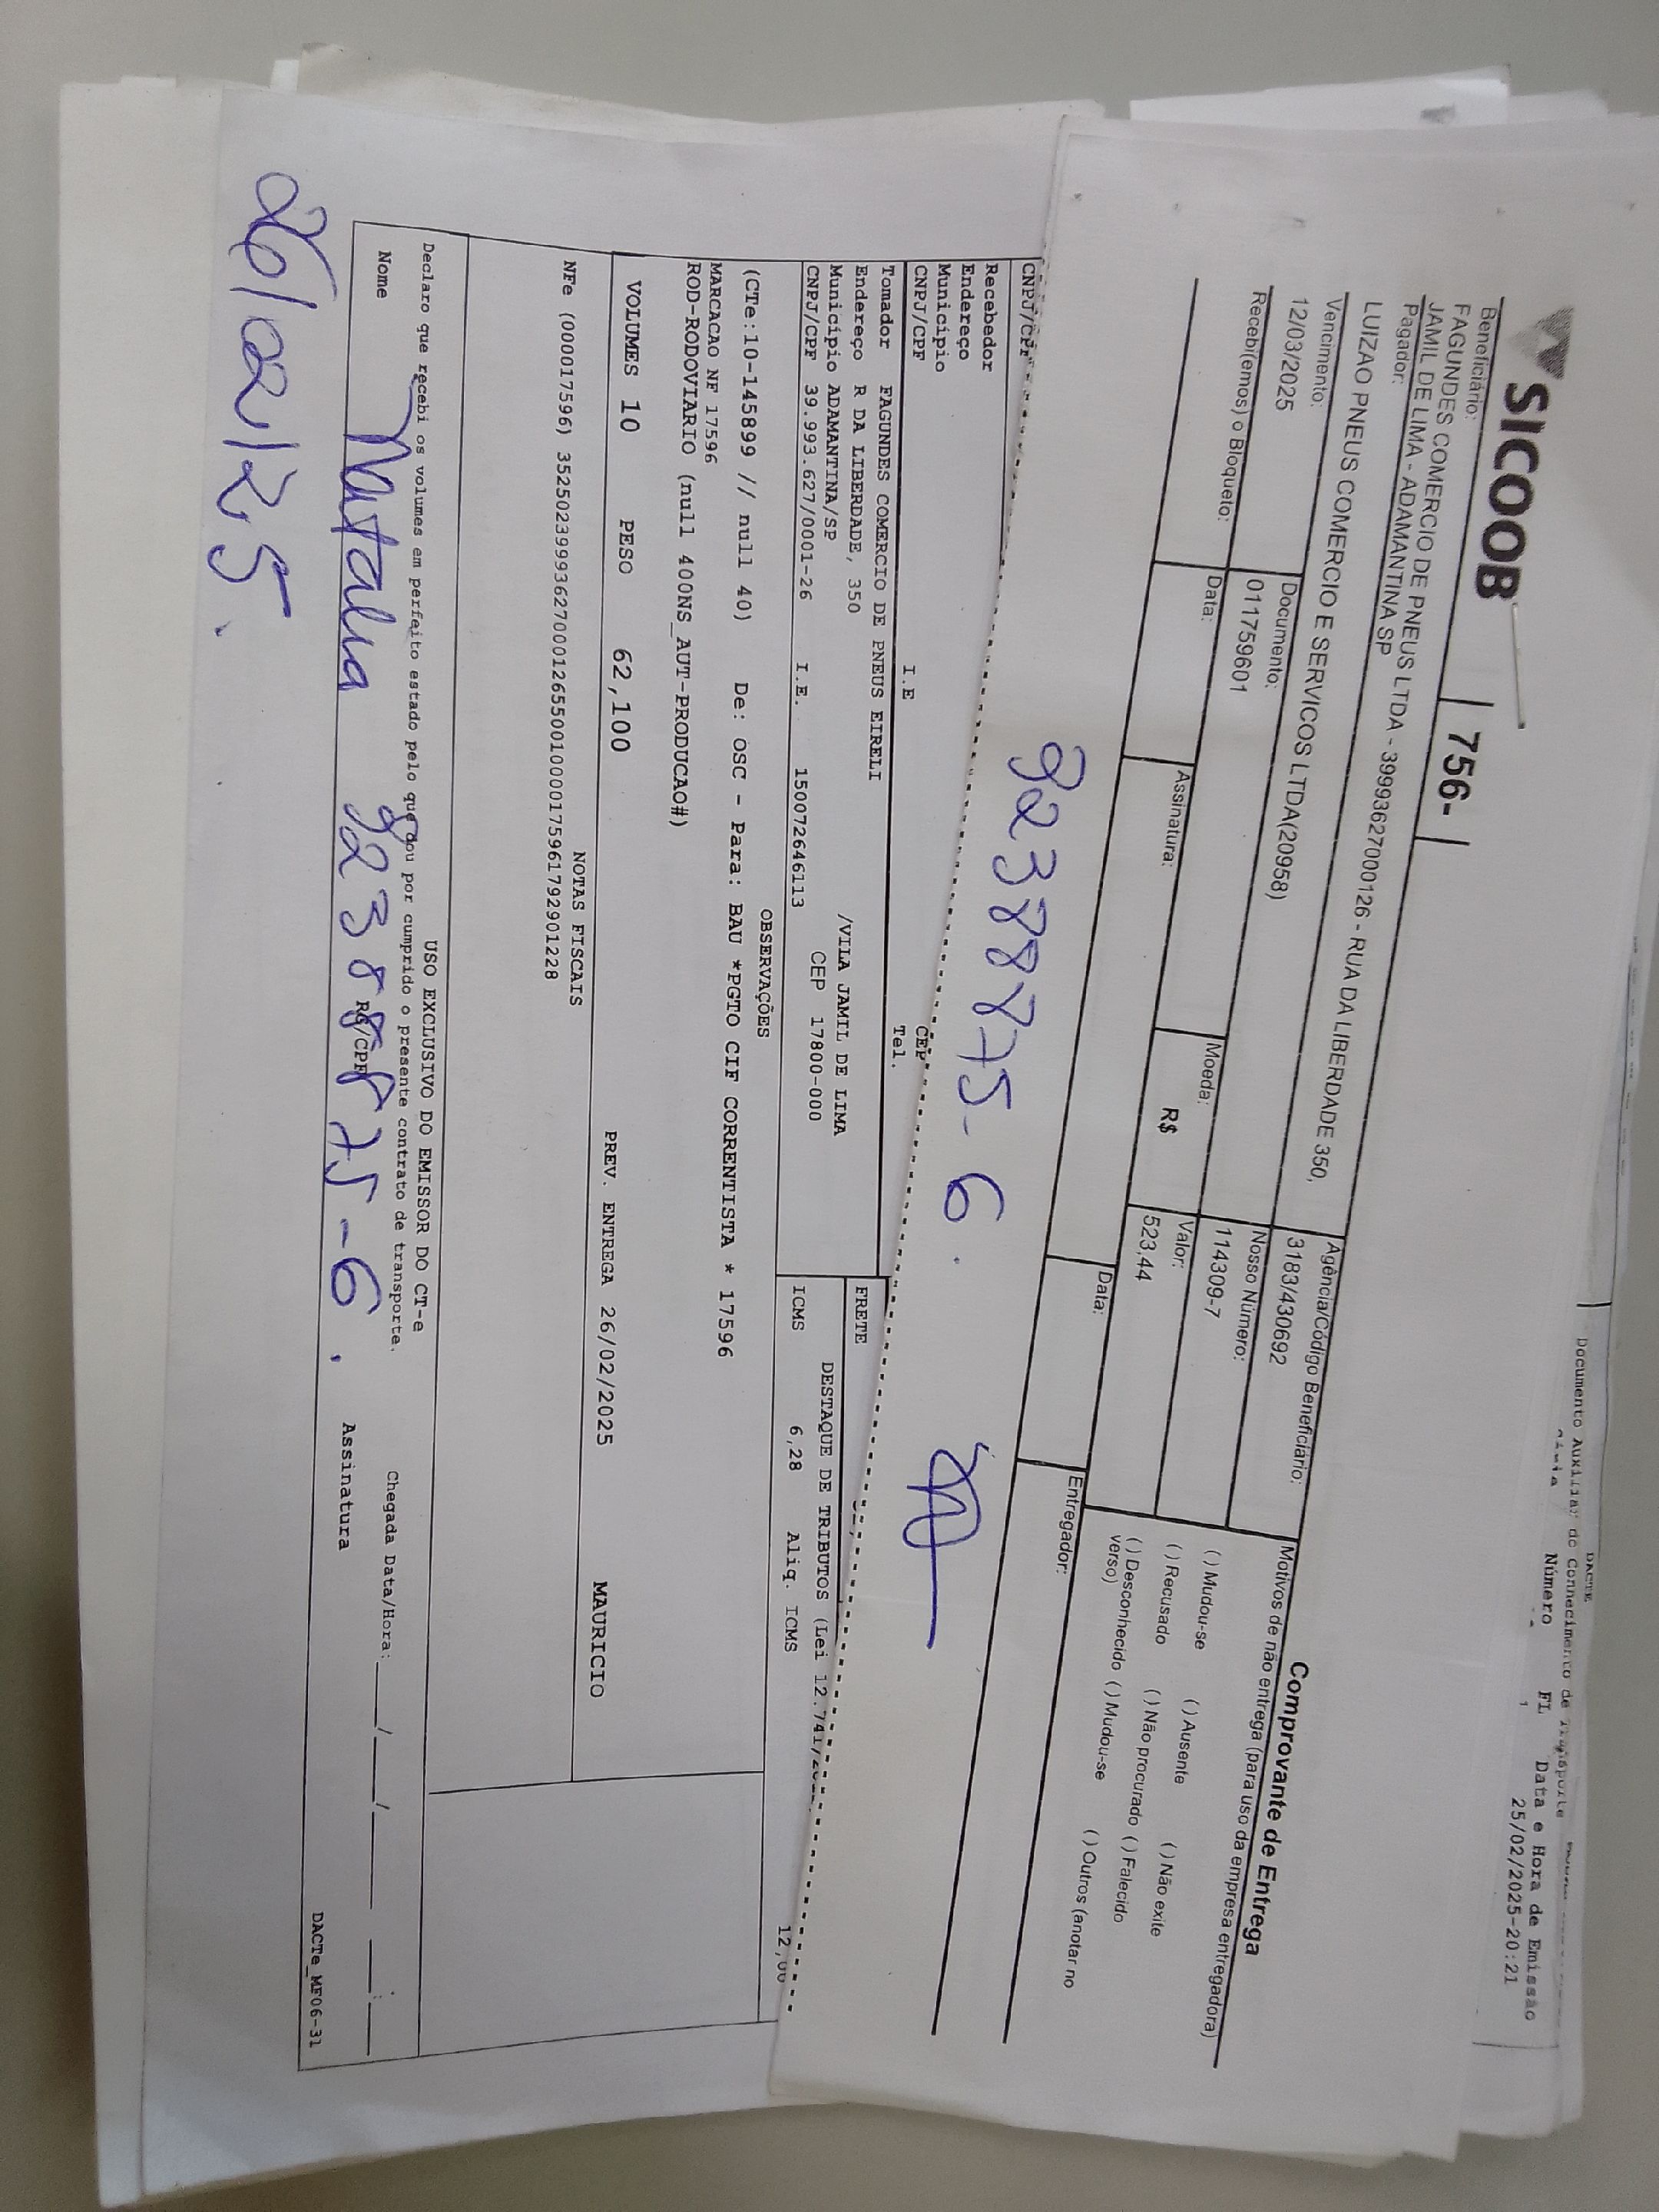 DACTE
Documento Auxiliar do Conhecimento de Transporte
Número FL Data e Hora de Emissão
1 25/02/2025-20:21
SICOOB 756-
Comprovante de Entrega
Beneficiário:
FAGUNDES COMERCIO DE PNEUS LTDA - 39993627000126 - RUA DA LIBERDADE 350,
JAMIL DE LIMA - ADAMANTINA SP
Agência/Código Beneficiário:
3183/430692
Motivos de não entrega (para uso da empresa entregadora)
Pagador:
LUIZAO PNEUS COMERCIO E SERVICOS LTDA(20958)
Nosso Número:
114309-7
( ) Mudou-se ( ) Ausente ( ) Não exite
( ) Recusado ( ) Não procurado ( ) Falecido
( ) Desconhecido ( ) Mudou-se ( ) Outros (anotar no
verso)
Vencimento: Documento: Moeda: Valor:
12/03/2025 011759601 R$ 523,44
Recebi(emos) o Bloqueto: Data: Assinatura: Data: Entregador:
92388875-6.
CNPJ/CPF
Recebedor
Endereço
Município CEP
CNPJ/CPF I.E Tel.
Tomador FAGUNDES COMERCIO DE PNEUS EIRELI
Endereço R DA LIBERDADE, 350 /VILA JAMIL DE LIMA
Município ADAMANTINA/SP CEP 17800-000
CNPJ/CPF 39.993.627/0001-26 I.E. 150072646113
FRETE
DESTAQUE DE TRIBUTOS (Lei 12.741/
ICMS 6,28 Aliq. ICMS 12,00
OBSERVAÇÕES
(CTe:10-145899 // null 40) De: OSC - Para: BAU *PGTO CIF CORRENTISTA * 17596
MARCACAO NF 17596
ROD-RODOVIARIO (null 400NS_AUT-PRODUCAO#)
VOLUMES 10 PESO 62,100 PREV. ENTREGA 26/02/2025 MAURICIO
NOTAS FISCAIS
NFe (000017596) 35250239993627000126550010000175961792901228
USO EXCLUSIVO DO EMISSOR DO CT-e
Declaro que recebi os volumes em perfeito estado pelo que dou por cumprido o presente contrato de transporte.
Chegada Data/Hora:___/___/_____ __:__
Nome Natalia RG/CPF 92388875-6. Assinatura
DACTe_MF06-31
26/02/25.